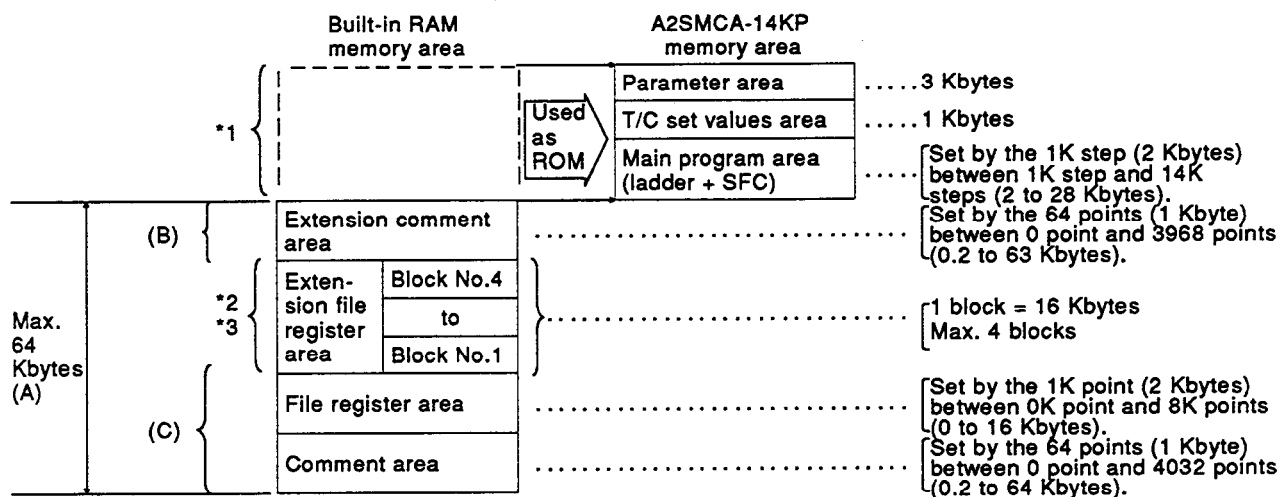 Built-in RAM
memory area
A2SMCA-14KP
memory area
*1
Used
as
ROM
Parameter area
.....3 Kbytes
T/C set values area
.....1 Kbytes
Main program area
(ladder + SFC)
Set by the 1K step (2 Kbytes)
between 1K step and 14K
steps (2 to 28 Kbytes).
(B)
Extension comment
area
Set by the 64 points (1 Kbyte)
between 0 point and 3968 points
(0.2 to 63 Kbytes).
Max.
64
Kbytes
(A)
*2
*3
Exten-
sion file
register
area
Block No.4
to
Block No.1
1 block = 16 Kbytes
Max. 4 blocks
(C)
File register area
Set by the 1K point (2 Kbytes)
between 0K point and 8K points
(0 to 16 Kbytes).
Comment area
Set by the 64 points (1 Kbyte)
between 0 point and 4032 points
(0.2 to 64 Kbytes).